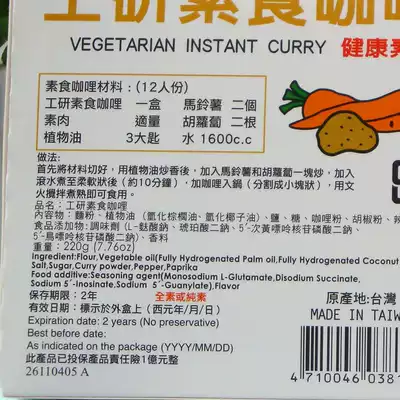 工研素食咖哩
VEGETARIAN INSTANT CURRY 健康素
素食咖哩材料：(12人份)
工研素食咖哩 一盒 馬鈴薯 二個
素肉 適量 胡蘿蔔 二根
植物油 3大匙 水 1600c.c
做法：
首先將材料切好，用植物油炒香後，加入馬鈴薯和胡蘿蔔一塊炒，加入
滾水煮至柔軟狀後（約10分鐘），加咖哩入鍋（分割成小塊狀），用文
火攪拌煮熟即可食用。
品名：工研素食咖哩
內容物：麵粉、植物油（氫化棕櫚油、氫化椰子油）、鹽、糖、咖哩粉、胡椒粉、辣
食品添加物：調味劑（L-麩酸鈉、琥珀酸二鈉、5'-次黃嘌呤核苷磷酸二鈉、
5'-鳥嘌呤核苷磷酸二鈉）、香料
重量：220g (7.76oz)
Ingredient:Flour,Vegetable oil(Fully Hydrogenated Palm oil,Fully Hydrogenated Coconut
Salt,Sugar,Curry powder,Pepper,Paprika
Food additive:Seasoning agent(Monosodium L-Glutamate,Disodium Succinate,
Sodium 5'-Inosinate,Sodium 5'-Guanylate),Flavor
保存期限：2年 全素或純素
有效日期：標示於外盒上（西元年/月/日）
Expiration date: 2 years (No preservative)
Best before date:
As indicated on the package (YYYY/MM/DD)
此產品已投保產品責任險1億元整
26110405 A
原產地：台灣
MADE IN TAIW
4 710046 0381